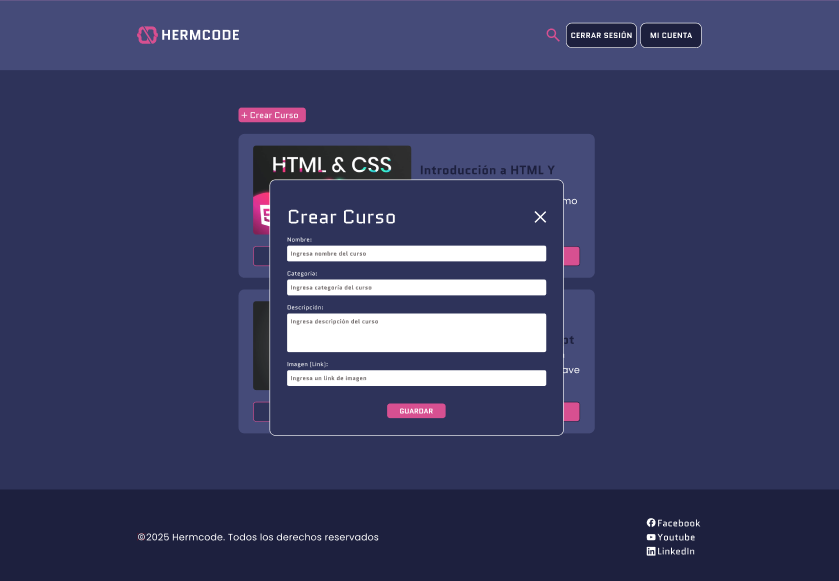 HERMCODE
CERRAR SESIÓN
MI CUENTA
+ Crear Curso
HTML & CSS
Introducción a HTML Y
mo
Crear Curso
Nombre:
Ingresa nombre del curso
Categoría:
Ingresa categoría del curso
Descripción:
Ingresa descripción del curso
pt
ave
Imagen (Link):
Ingresa un link de imagen
GUARDAR
©2025 Hermcode. Todos los derechos reservados
Facebook
Youtube
LinkedIn